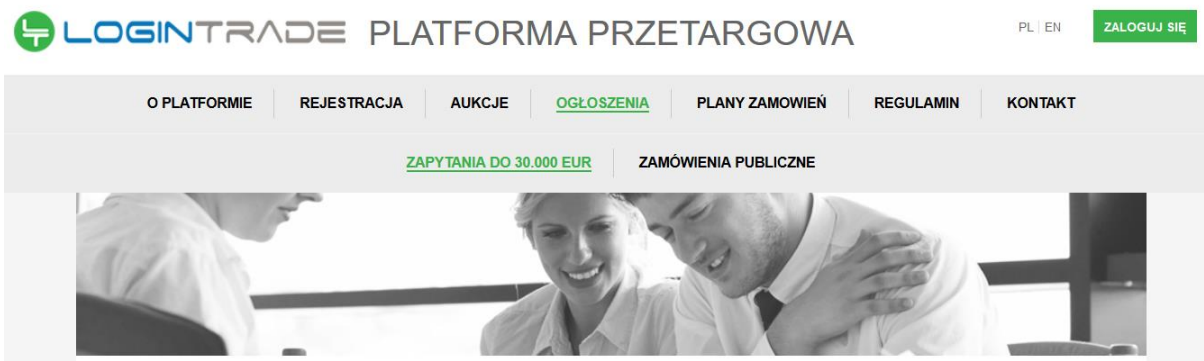 LOGINTRADE PLATFORMA PRZETARGOWA PL | EN ZALOGUJ SIĘ
O PLATFORMIE REJESTRACJA AUKCJE OGŁOSZENIA PLANY ZAMOWIEŃ REGULAMIN KONTAKT
ZAPYTANIA DO 30.000 EUR ZAMÓWIENIA PUBLICZNE